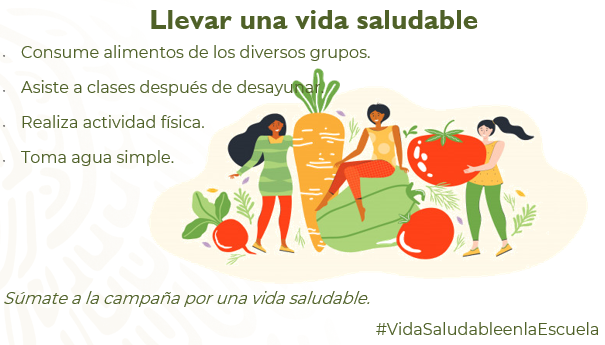 Llevar una vida saludable
· Consume alimentos de los diversos grupos.
· Asiste a clases después de desayunar.
· Realiza actividad física.
· Toma agua simple.
Súmate a la campaña por una vida saludable.
#VidaSaludableenlaEscuela